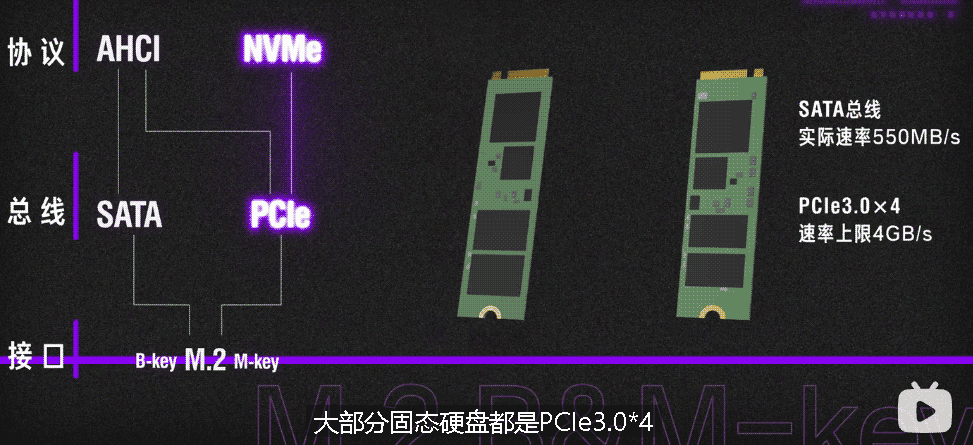 协议 AHCI NVMe
总线 SATA PCIe
接口 B-key M.2 M-key
SATA总线
实际速率550MB/s
PCIe3.0×4
速率上限4GB/s
M.2 B&M-key
大部分固态硬盘都是PCIe3.0*4